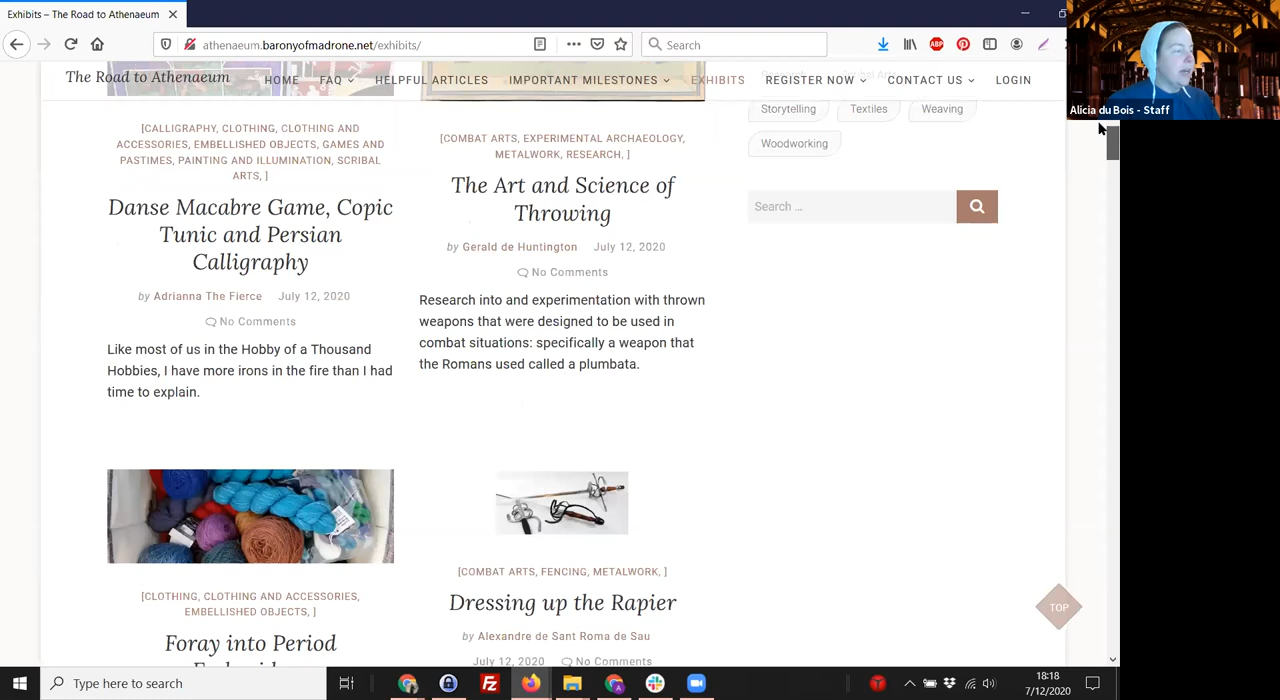 Exhibits – The Road to Athenaeum
athenaeum.baronyofmadrone.net/exhibits/
Search
ABP
Alicia du Bois - Staff
The Road to Athenaeum
HOME
FAQ
HELPFUL ARTICLES
IMPORTANT MILESTONES
EXHIBITS
REGISTER NOW
CONTACT US
LOGIN
Storytelling
Textiles
Weaving
Woodworking
Search ...
[CALLIGRAPHY, CLOTHING, CLOTHING AND
ACCESSORIES, EMBELLISHED OBJECTS, GAMES AND
PASTIMES, PAINTING AND ILLUMINATION, SCRIBAL
ARTS, ]
Danse Macabre Game, Copic
Tunic and Persian
Calligraphy
by Adrianna The Fierce July 12, 2020
No Comments
Like most of us in the Hobby of a Thousand
Hobbies, I have more irons in the fire than I had
time to explain.
[COMBAT ARTS, EXPERIMENTAL ARCHAEOLOGY,
METALWORK, RESEARCH, ]
The Art and Science of
Throwing
by Gerald de Huntington July 12, 2020
No Comments
Research into and experimentation with thrown
weapons that were designed to be used in
combat situations: specifically a weapon that
the Romans used called a plumbata.
[CLOTHING, CLOTHING AND ACCESSORIES,
EMBELLISHED OBJECTS, ]
Foray into Period
[COMBAT ARTS, FENCING, METALWORK, ]
Dressing up the Rapier
by Alexandre de Sant Roma de Sau
July 12, 2020 No Comments
TOP
Type here to search
18:18
7/12/2020